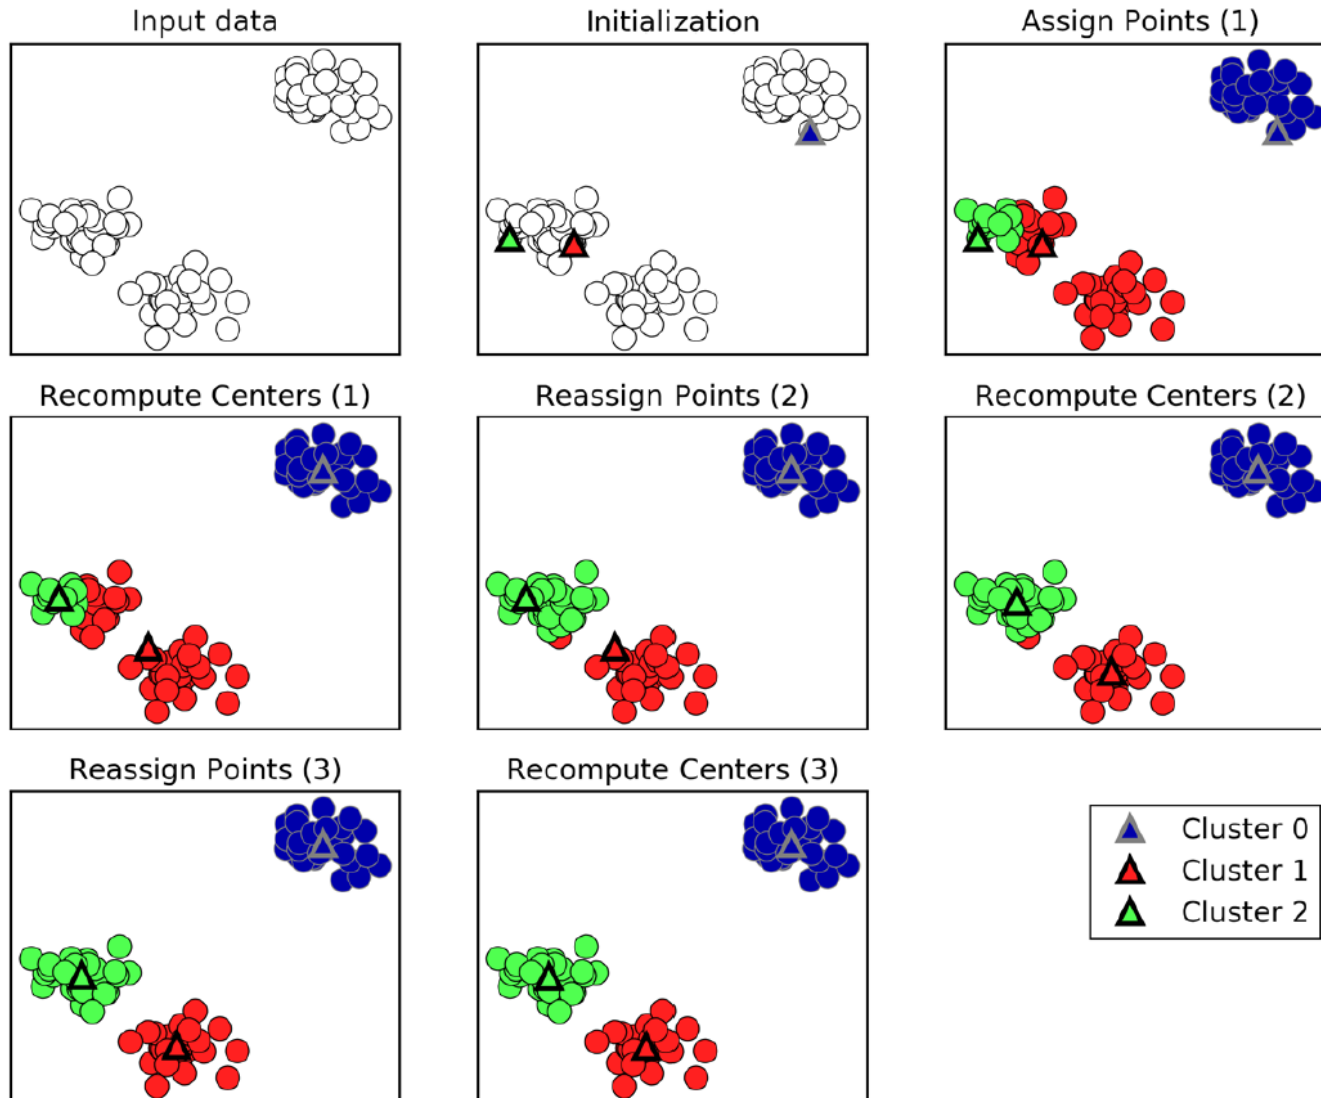 Input data
Initialization
Assign Points (1)
Recompute Centers (1)
Reassign Points (2)
Recompute Centers (2)
Reassign Points (3)
Recompute Centers (3)
Cluster 0
Cluster 1
Cluster 2